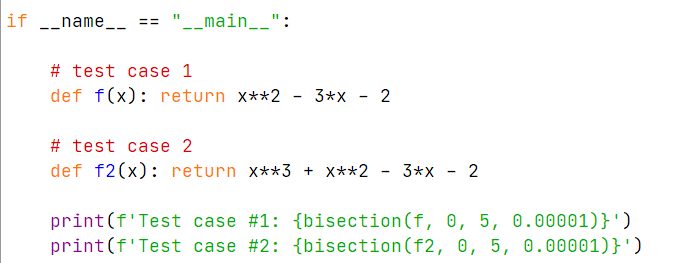 if __name__ == "__main__":
# test case 1
def f(x): return x**2 - 3*x - 2
# test case 2
def f2(x): return x**3 + x**2 - 3*x - 2
print(f'Test case #1: {bisection(f, 0, 5, 0.00001)}')
print(f'Test case #2: {bisection(f2, 0, 5, 0.00001)}')